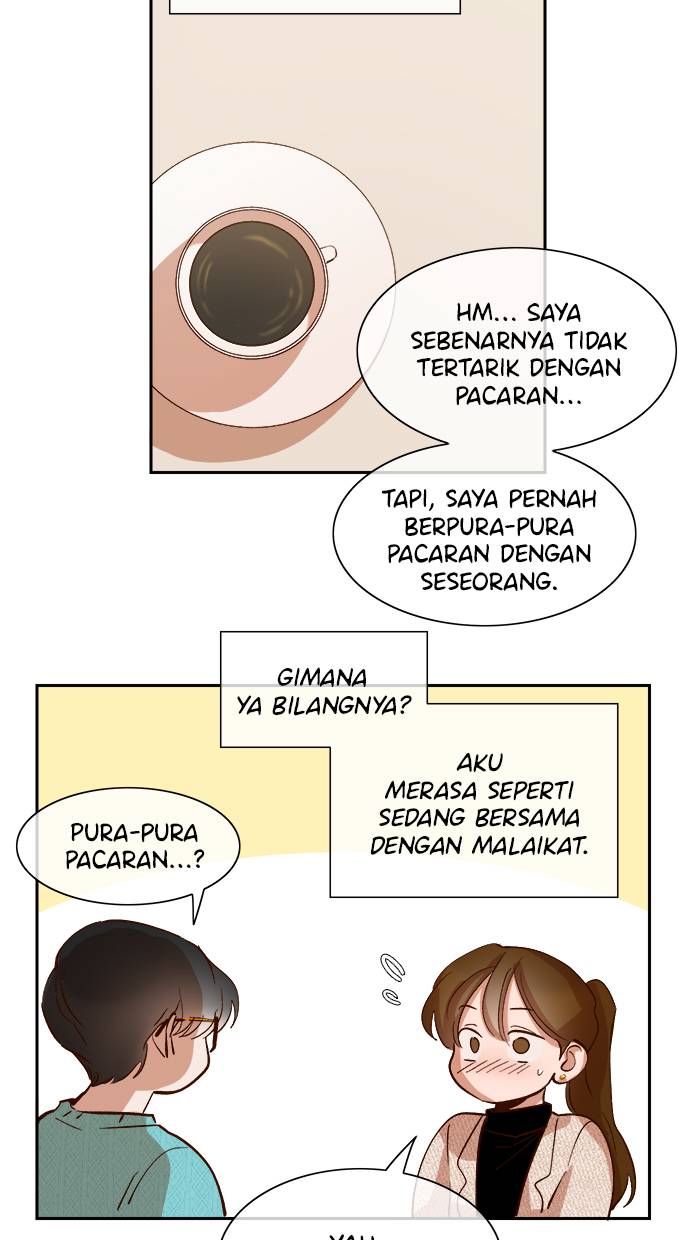 HM... SAYA
SEBENARNYA TIDAK
TERTARIK DENGAN
PACARAN...
TAPI, SAYA PERNAH
BERPURA-PURA
PACARAN DENGAN
SESEORANG.
GIMANA
YA BILANGNYA?
AKU
MERASA SEPERTI
SEDANG BERSAMA
DENGAN MALAIKAT.
PURA-PURA
PACARAN...?